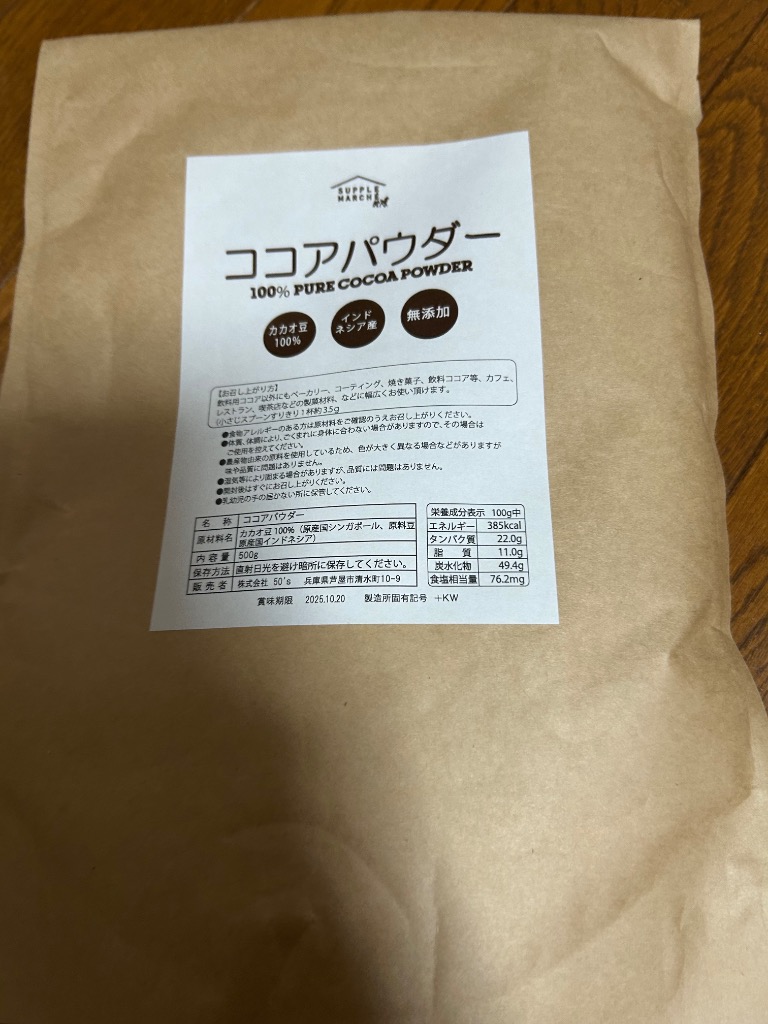 SUPPLE
MARCHE
ココアパウダー
100% PURE COCOA POWDER
カカオ豆
100%
インド
ネシア産
無添加
【お召し上がり方】
飲料用ココア以外にもベーカリー、コーティング、焼き菓子、飲料ココア等、カフェ、
レストラン、喫茶店などの製菓材料、などに幅広くお使い頂けます。
(小さじスプーンすりきり1杯約3.5g
●食物アレルギーのある方は原材料をご確認のうえお召し上がりください。
●体質、体調により、ごくまれに身体に合わない場合がありますので、その場合は
ご使用を控えてください。
●農産物由来の原料を使用しているため、色が大きく異なる場合などがありますが
味や品質に問題はありません。
●湿気等により固まる場合がありますが、品質には問題はありません。
●開封後はすぐにお召し上がりください。
●乳幼児の手の届かない所に保管してください。
名 称 ココアパウダー
原材料名 カカオ豆100%（原産国シンガポール、原料豆
原産国インドネシア）
内容量 500g
保存方法 直射日光を避け暗所に保存してください。
販売者 株式会社 50's 兵庫県芦屋市清水町10-9
栄養成分表示 100g中
エネルギー 385kcal
タンパク質 22.0g
脂 質 11.0g
炭水化物 49.4g
食塩相当量 76.2mg
賞味期限 2025.10.20 製造所固有記号 +KW